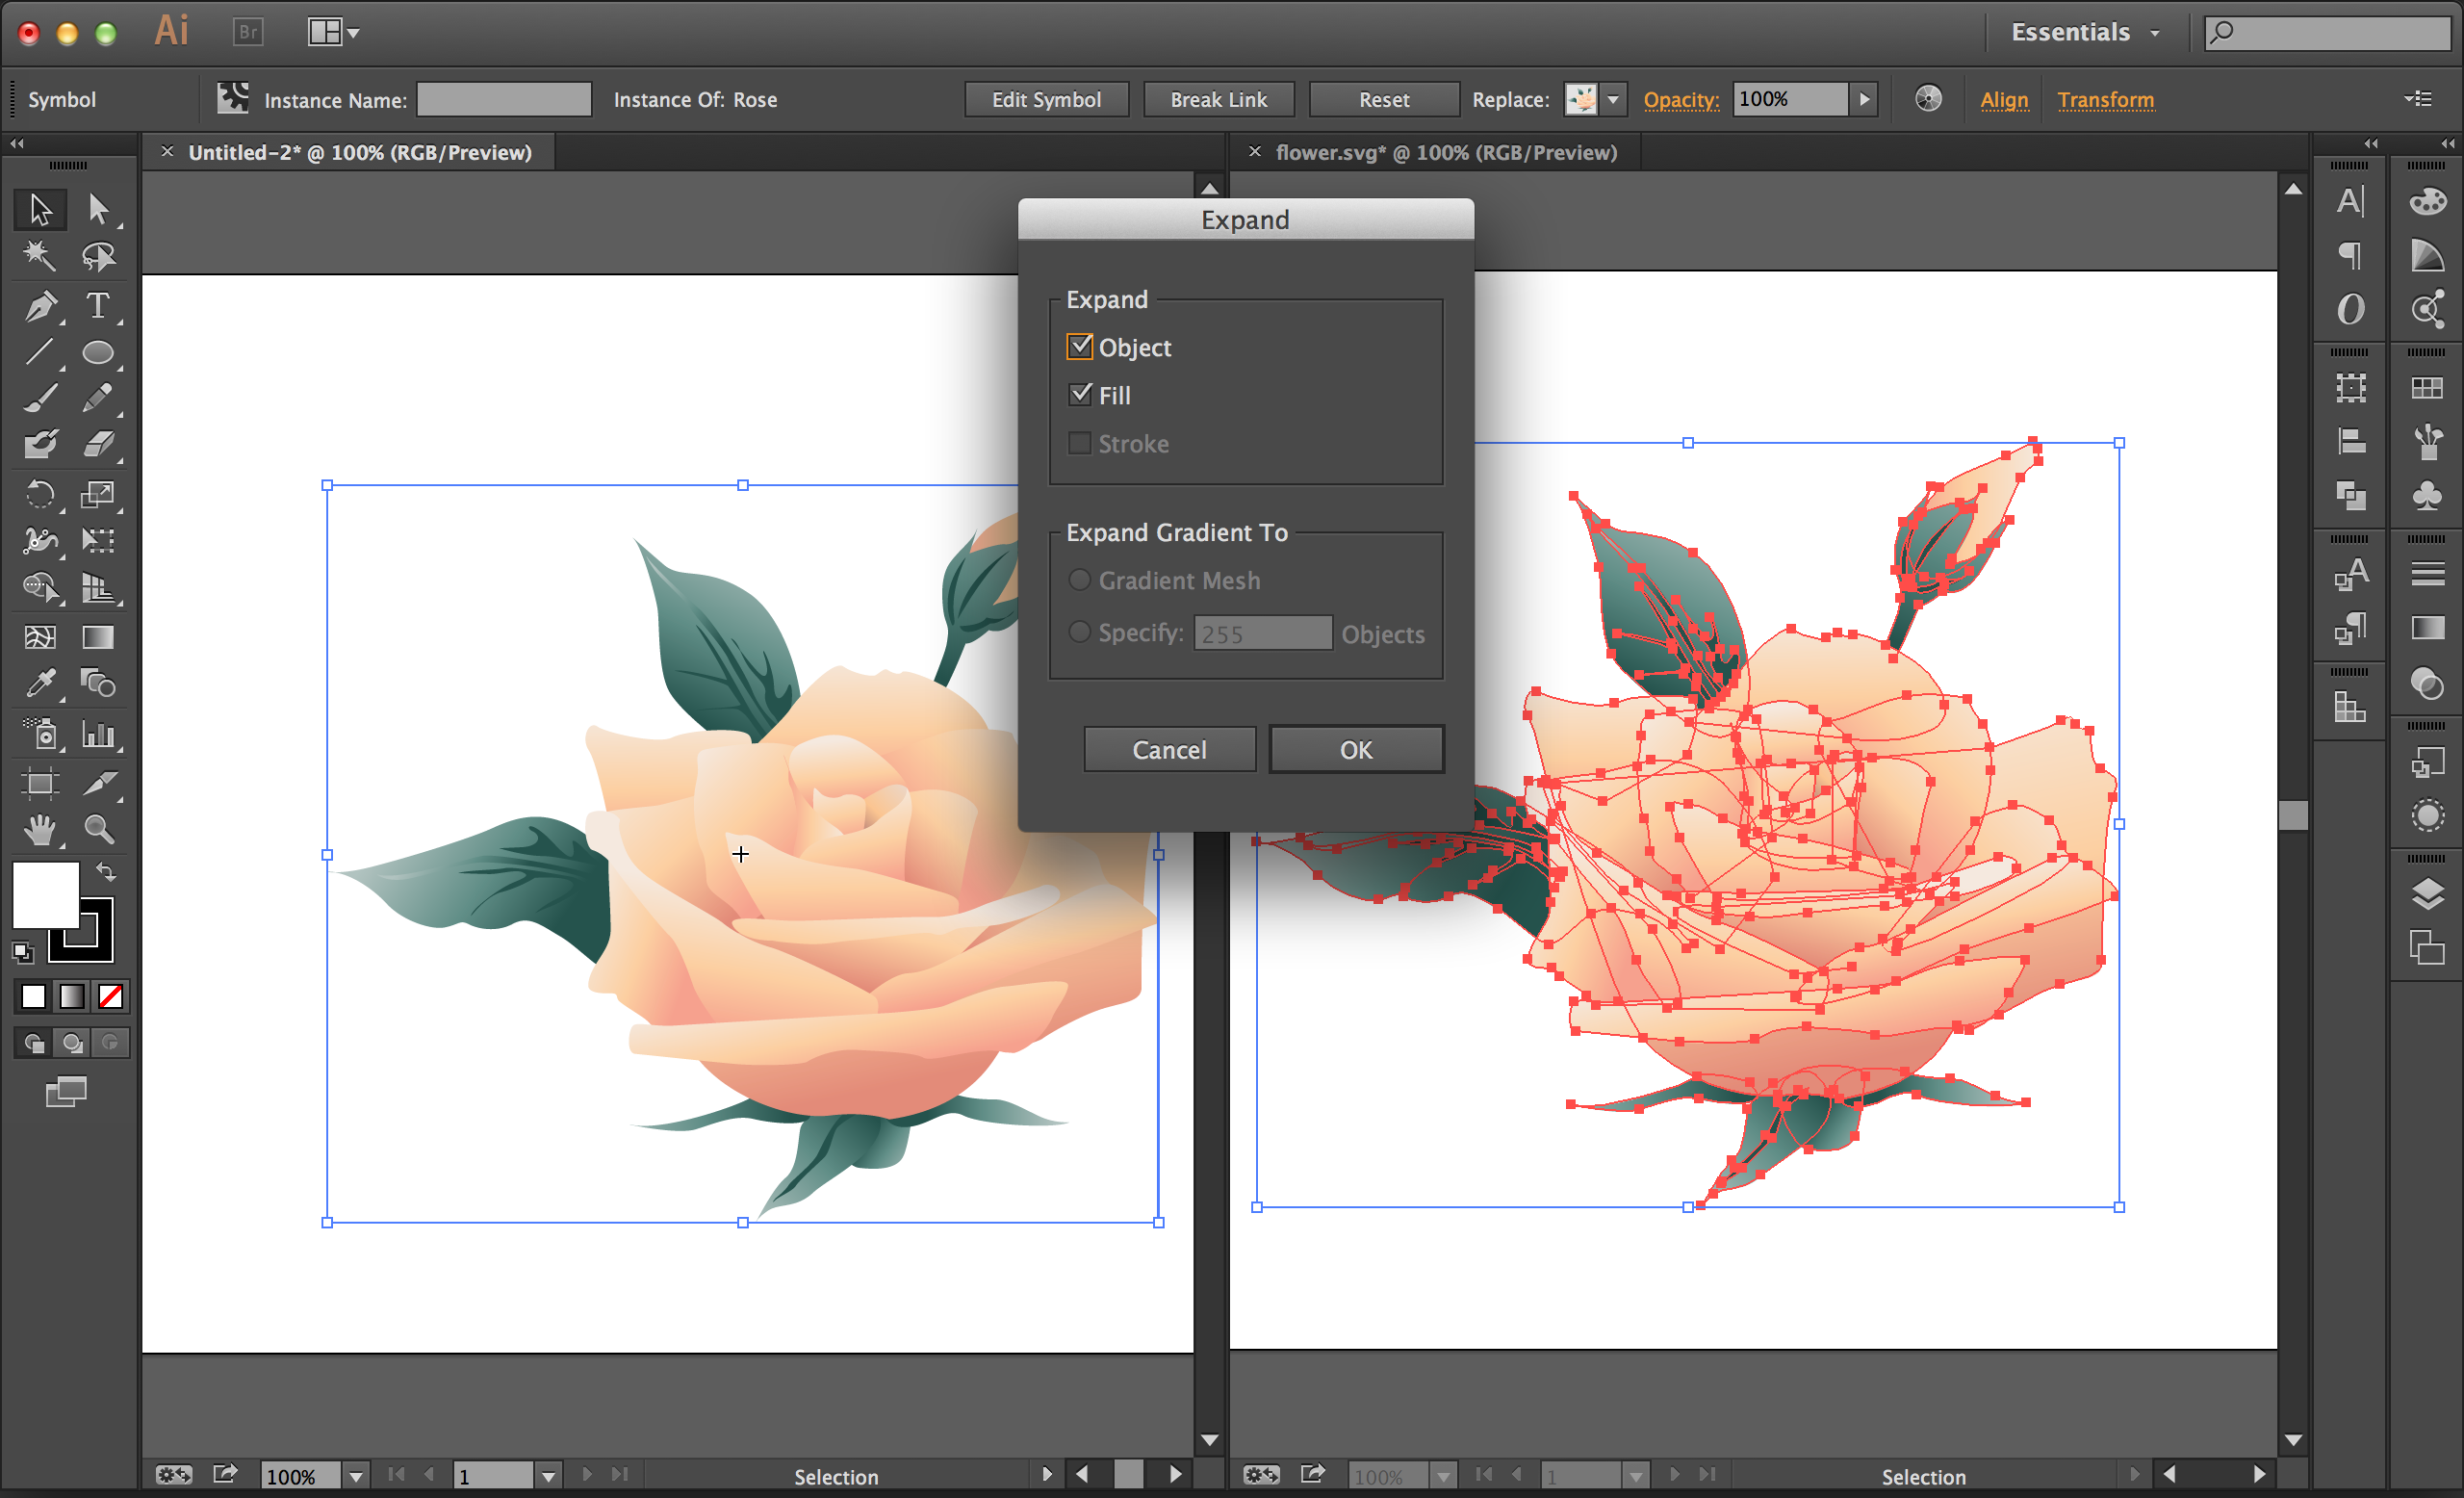 Ai Br Essentials
Symbol Instance Name: Instance Of: Rose Edit Symbol Break Link Reset Replace: Opacity: 100% Align Transform
Untitled-2* @ 100% (RGB/Preview) flower.svg* @ 100% (RGB/Preview)
Expand
Expand
Object
Fill
Stroke
Expand Gradient To
Gradient Mesh
Specify: 255 Objects
Cancel OK
100% 1 Selection 100% 1 Selection